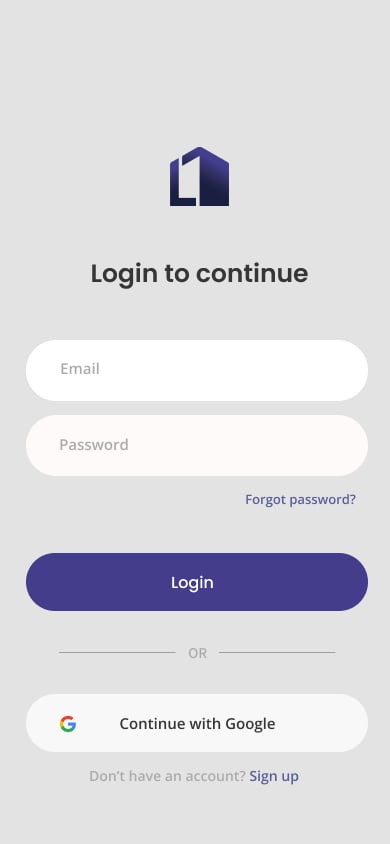 Login to continue
Email
Password
Forgot password?
Login
OR
Continue with Google
Don't have an account? Sign up